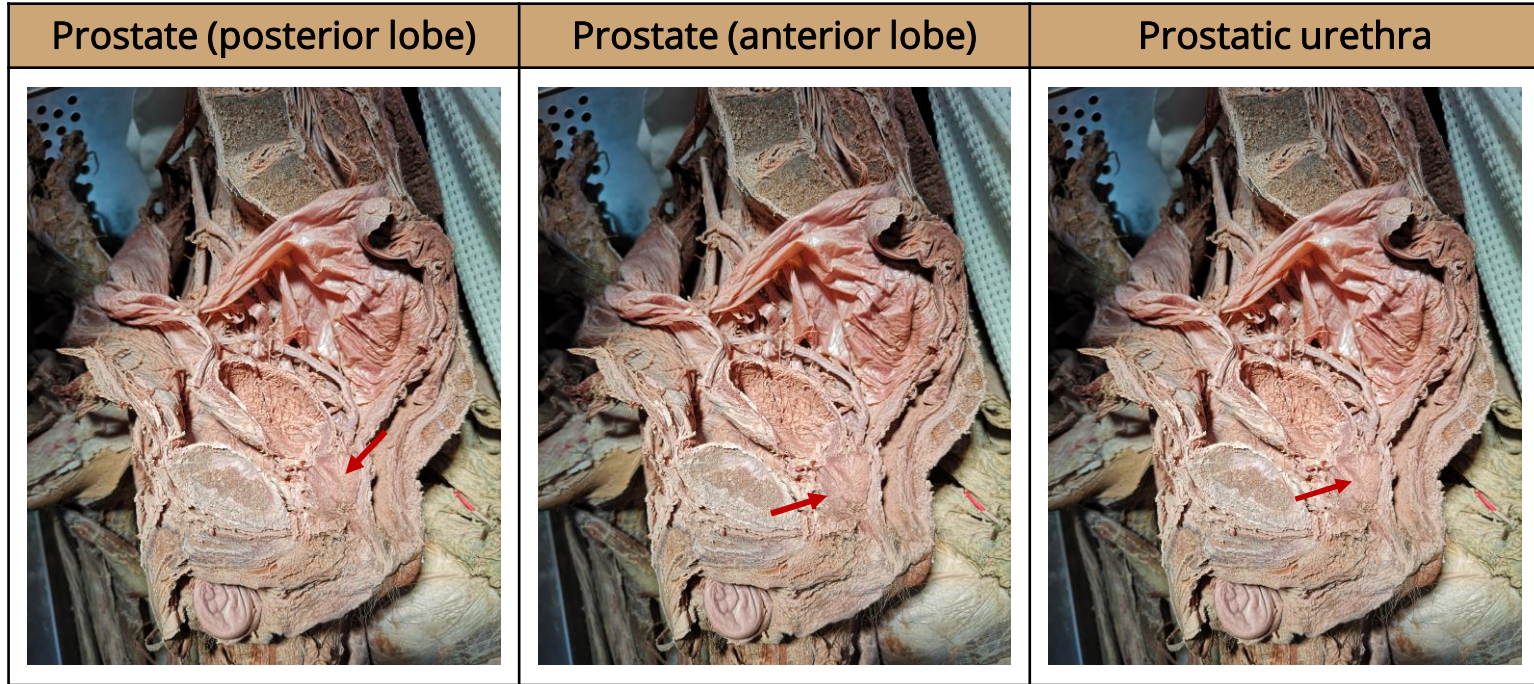 Prostate (posterior lobe)
Prostate (anterior lobe)
Prostatic urethra